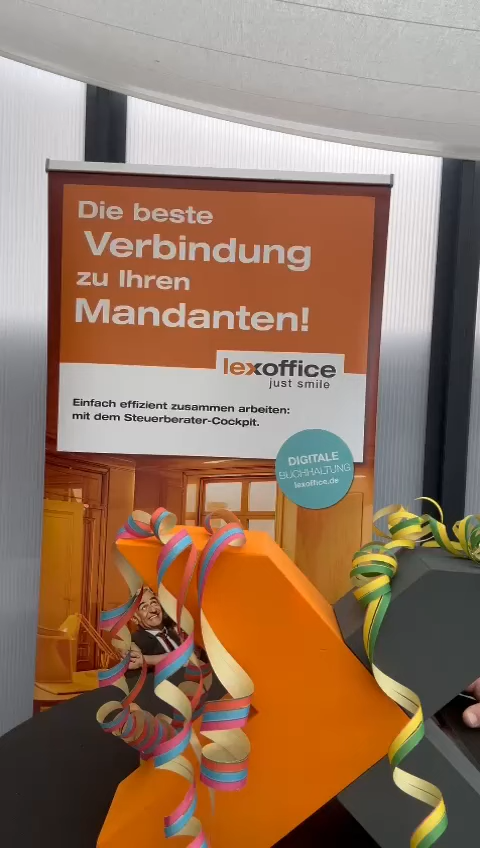 Die beste
Verbindung
zu Ihren
Mandanten!
lexoffice
just smile
Einfach effizient zusammen arbeiten:
mit dem Steuerberater-Cockpit.
DIGITALE
BUCHHALTUNG
lexoffice.de